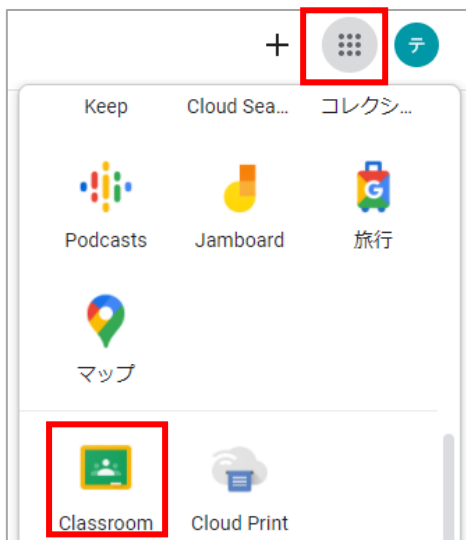 + テ
Keep Cloud Sea... コレクシ...
Podcasts Jamboard 旅行
マップ
Classroom Cloud Print